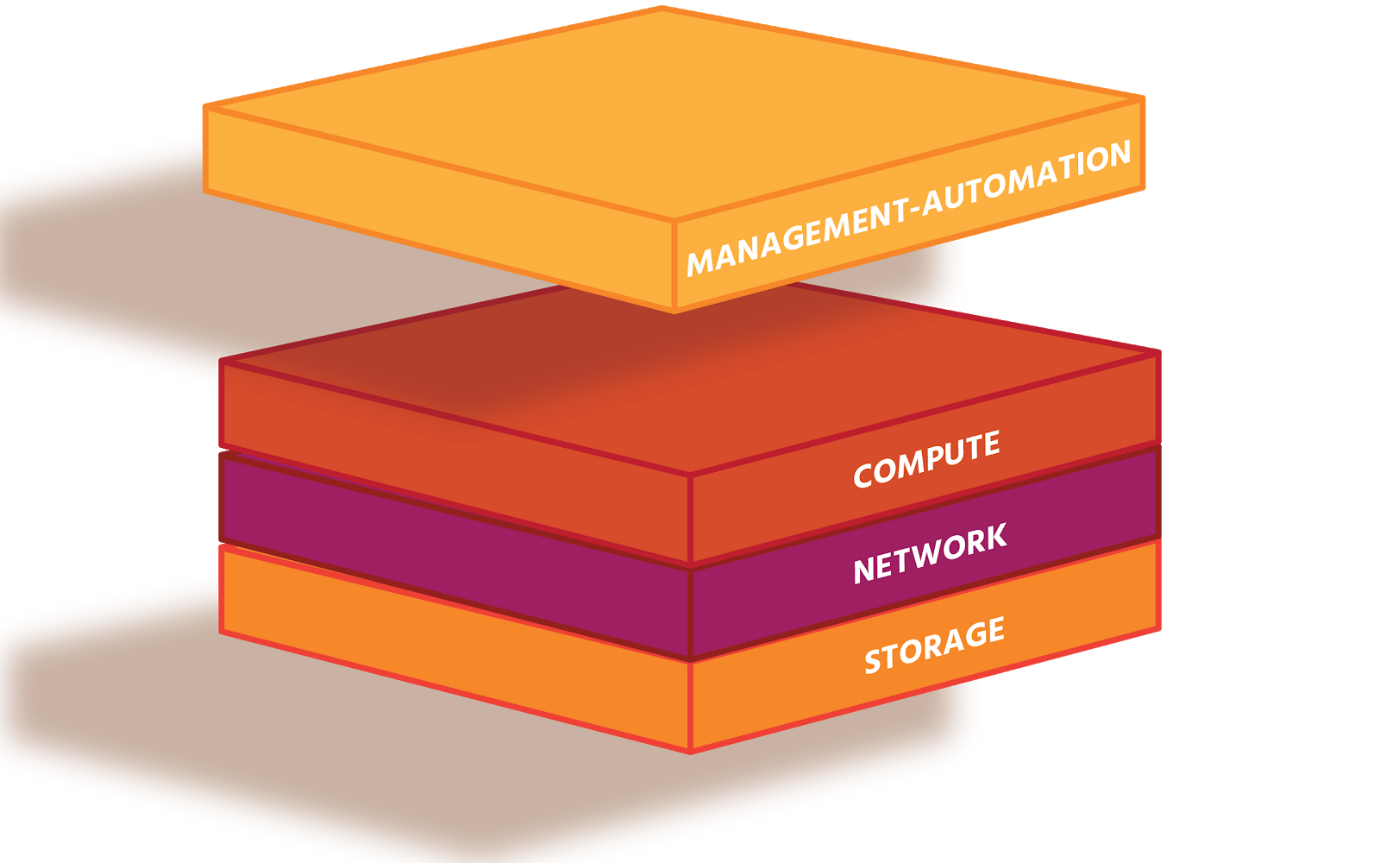 MANAGEMENT-AUTOMATION
COMPUTE
NETWORK
STORAGE